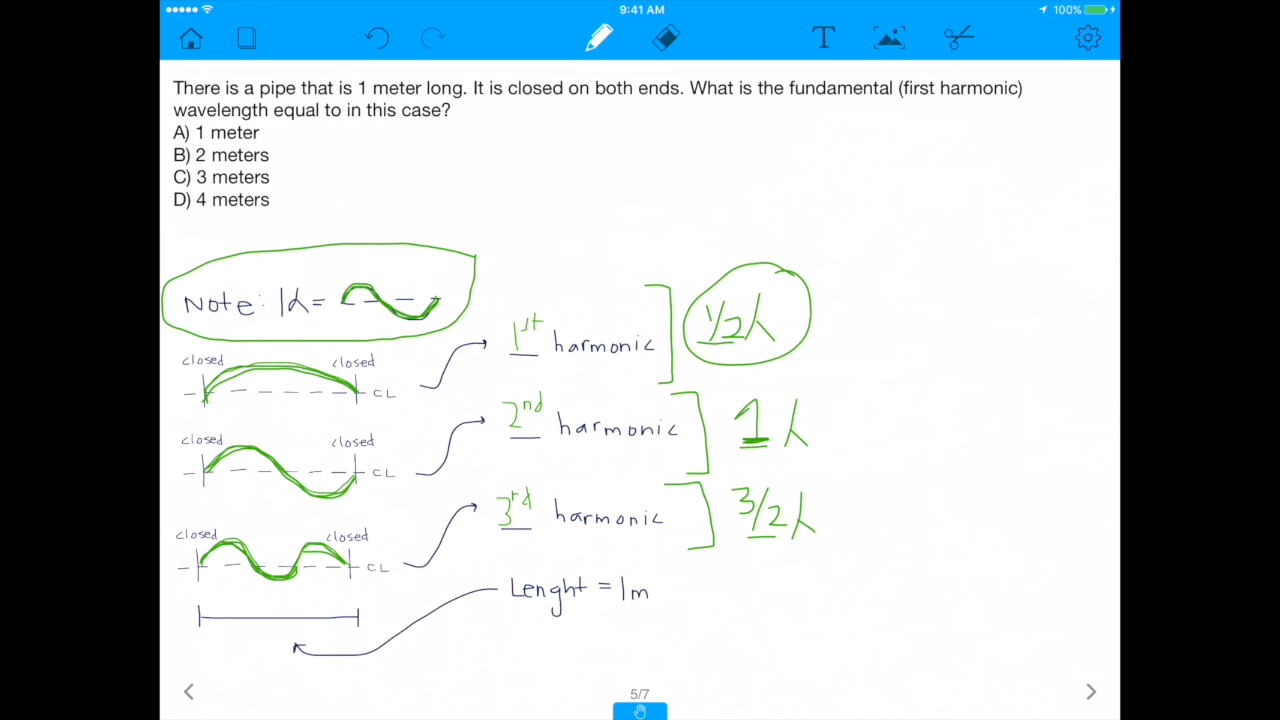 9:41 AM
100%
T
There is a pipe that is 1 meter long. It is closed on both ends. What is the fundamental (first harmonic)
wavelength equal to in this case?
A) 1 meter
B) 2 meters
C) 3 meters
D) 4 meters
Note: 1λ =
1st harmonic
1/2 λ
closed closed
CL
2nd harmonic
1 λ
closed closed
CL
3rd harmonic
3/2 λ
closed closed
CL
Lenght = 1m
5/7